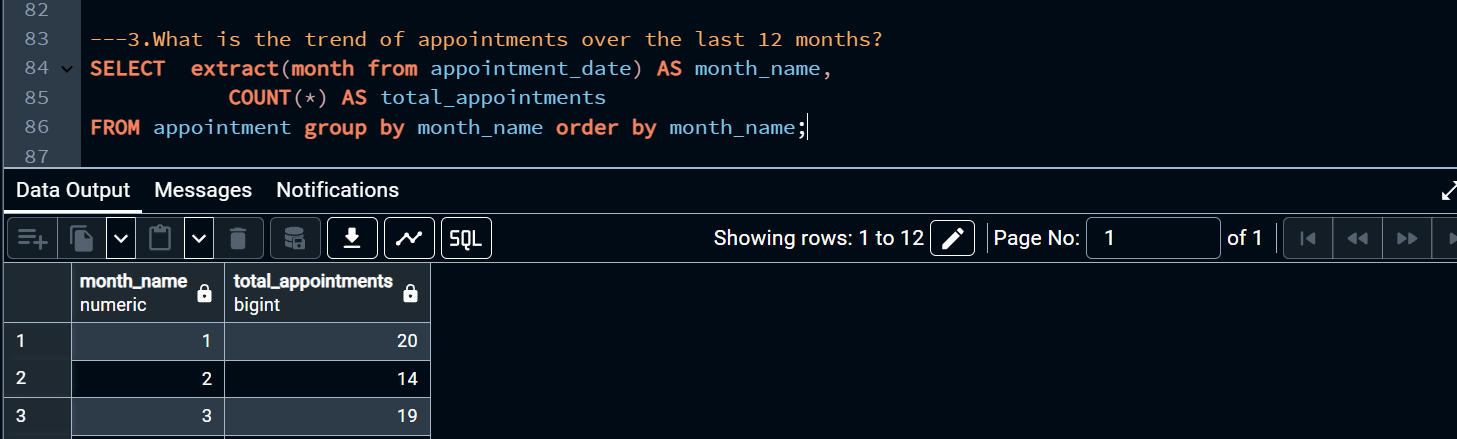 82
83 ---3.What is the trend of appointments over the last 12 months?
84 SELECT extract(month from appointment_date) AS month_name,
85 COUNT(*) AS total_appointments
86 FROM appointment group by month_name order by month_name;
87
Data Output Messages Notifications
SQL Showing rows: 1 to 12 Page No: 1 of 1
month_name total_appointments
numeric bigint
1 1 20
2 2 14
3 3 19